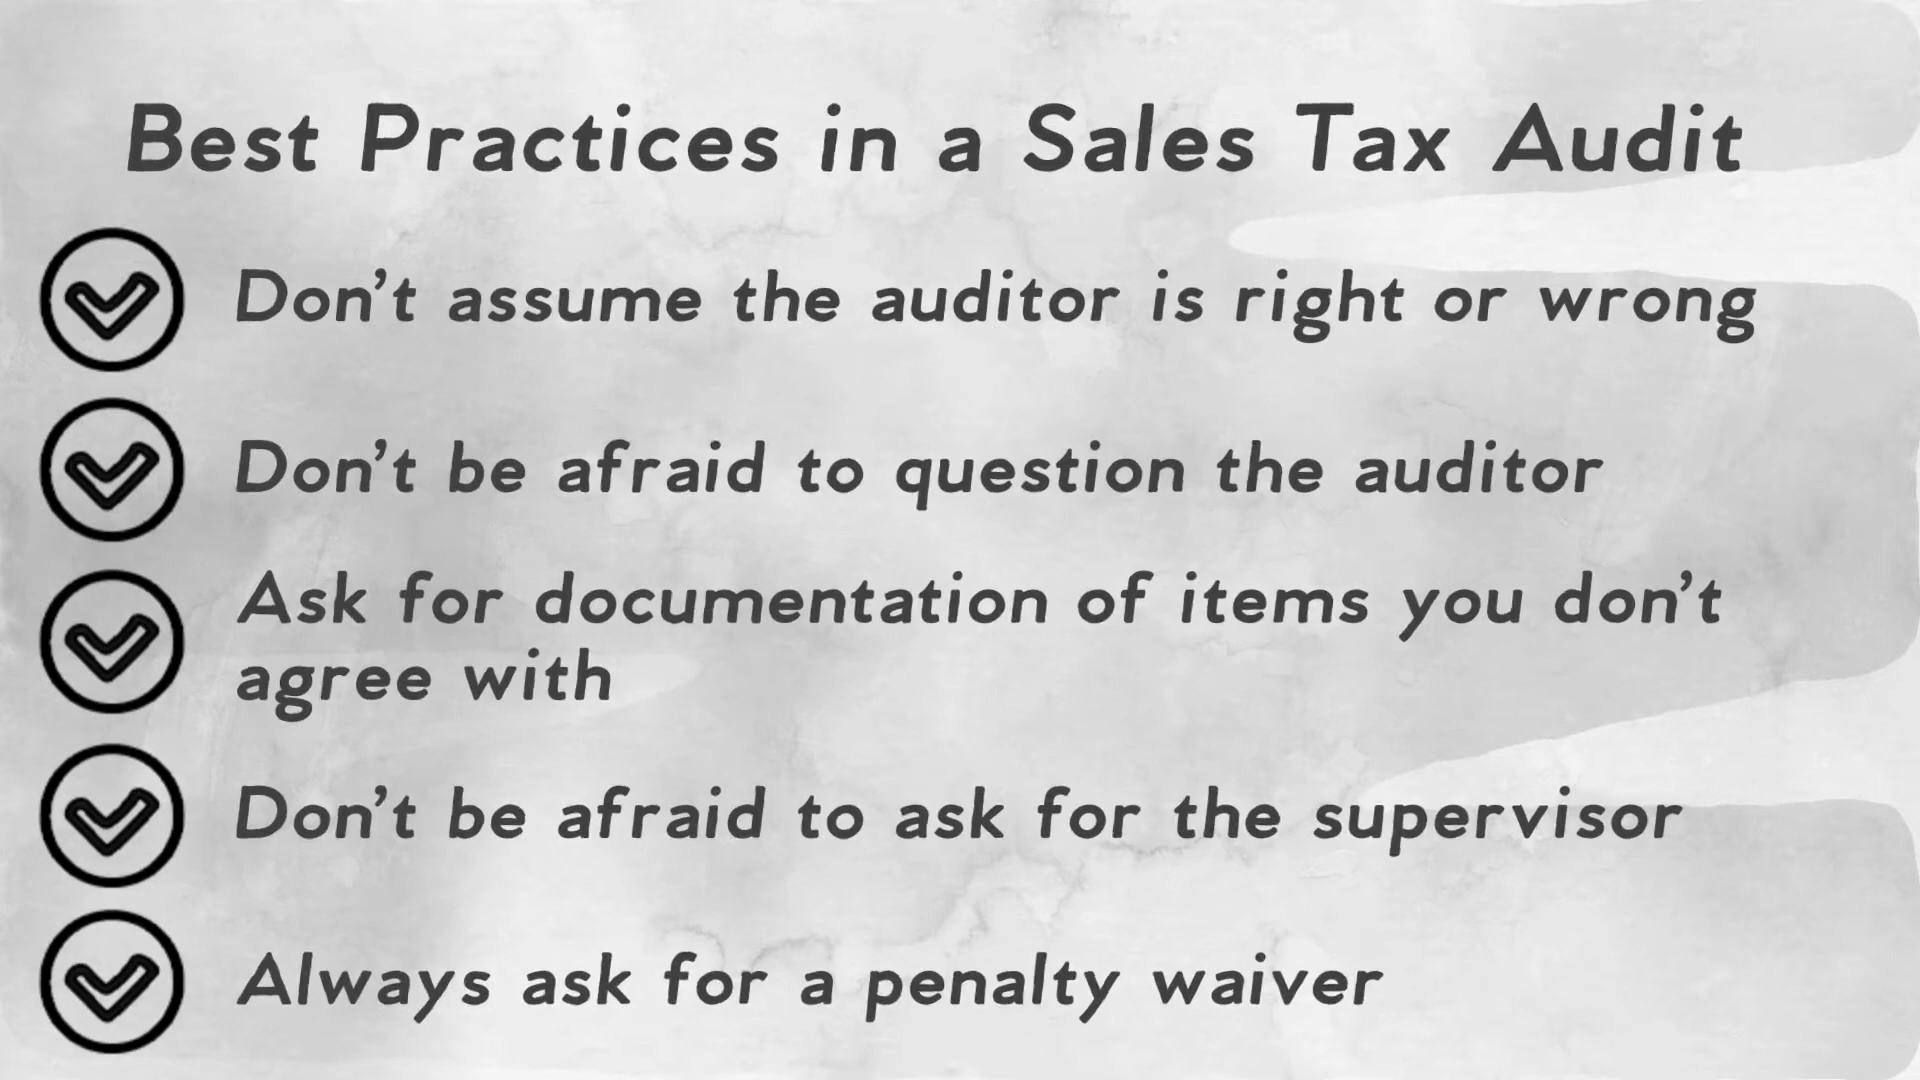 Best Practices in a Sales Tax Audit
Don't assume the auditor is right or wrong
Don't be afraid to question the auditor
Ask for documentation of items you don't
agree with
Don't be afraid to ask for the supervisor
Always ask for a penalty waiver